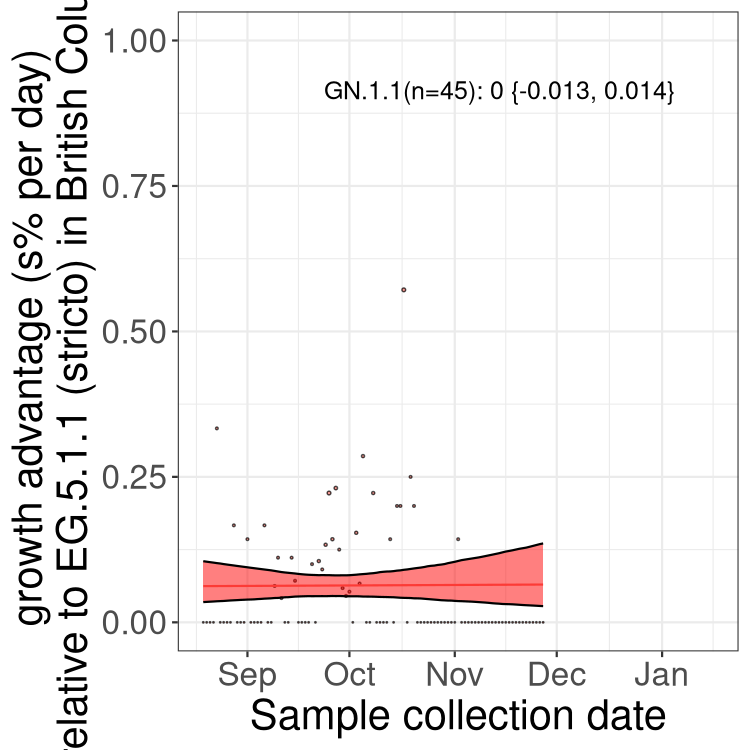 growth advantage (s% per day)
relative to EG.5.1.1 (stricto) in British Colu
1.00
0.75
0.50
0.25
0.00
GN.1.1(n=45): 0 {-0.013, 0.014}
Sep Oct Nov Dec Jan
Sample collection date